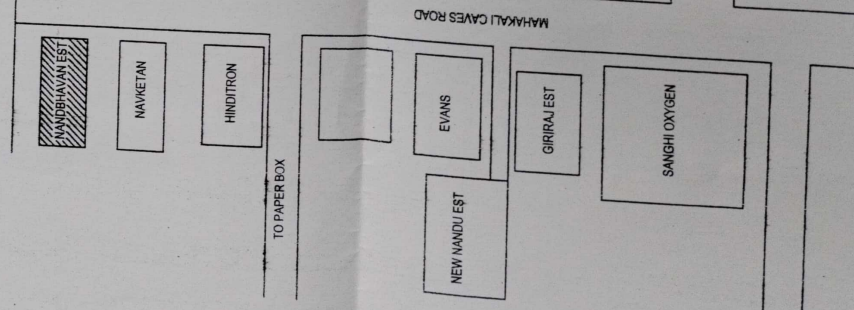 MAHAKALI CAVES ROAD
NANDBHAVAN EST
NAVKETAN
HINDITRON
TO PAPER BOX
EVANS
NEW NANDU EST
GIRIRAJ EST
SANGHI OXYGEN